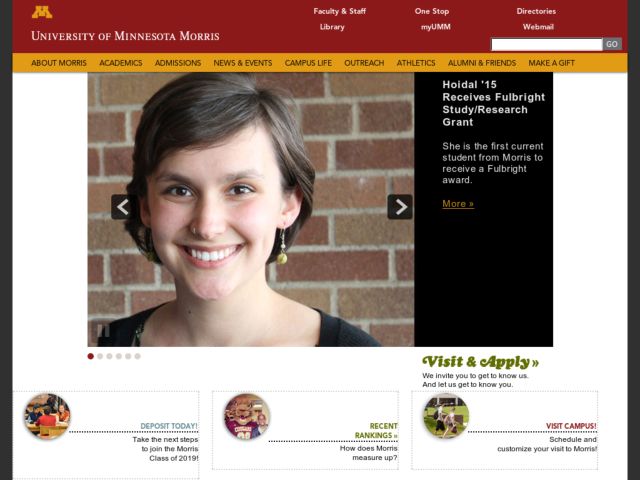 Faculty & Staff
One Stop
Directories
Library
myUMM
Webmail
UNIVERSITY OF MINNESOTA MORRIS
GO
ABOUT MORRIS ACADEMICS ADMISSIONS NEWS & EVENTS CAMPUS LIFE OUTREACH ATHLETICS ALUMNI & FRIENDS MAKE A GIFT
Hoidal '15
Receives Fulbright
Study/Research
Grant
She is the first current
student from Morris to
receive a Fulbright
award.
More »
Visit & Apply »
We invite you to get to know us.
And let us get to know you.
DEPOSIT TODAY!
Take the next steps
to join the Morris
Class of 2019!
RECENT
RANKINGS »
How does Morris
measure up?
VISIT CAMPUS!
Schedule and
customize your visit to Morris!